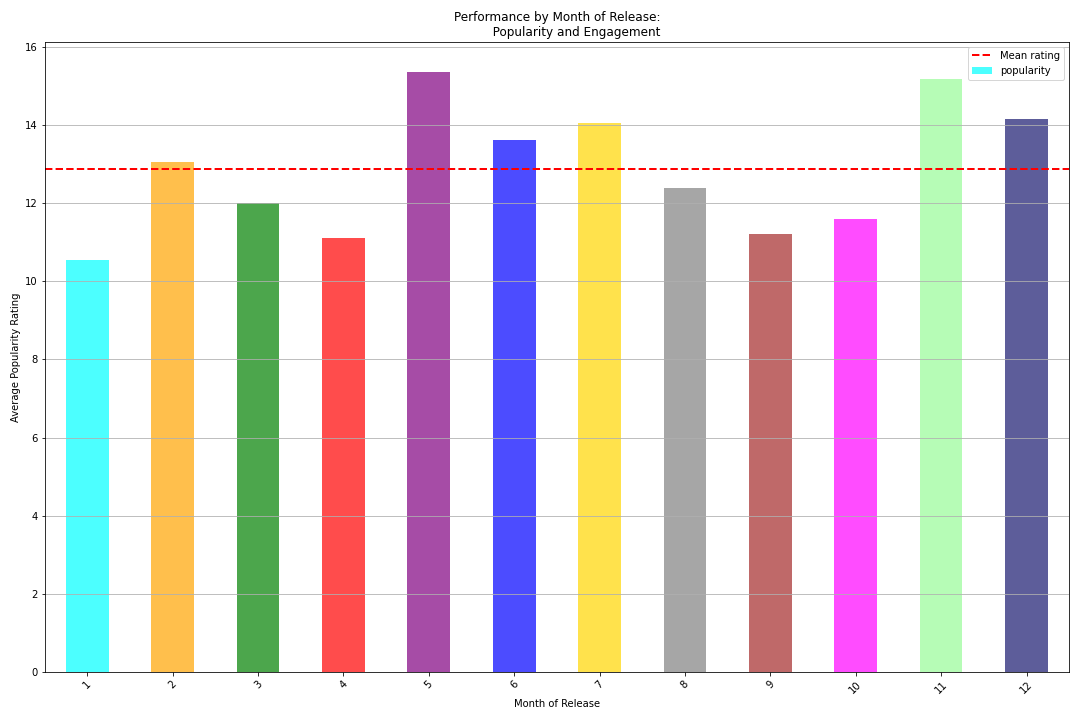 Performance by Month of Release:
Popularity and Engagement
Mean rating
popularity
Average Popularity Rating
16
14
12
10
8
6
4
2
0
1 2 3 4 5 6 7 8 9 10 11 12
Month of Release